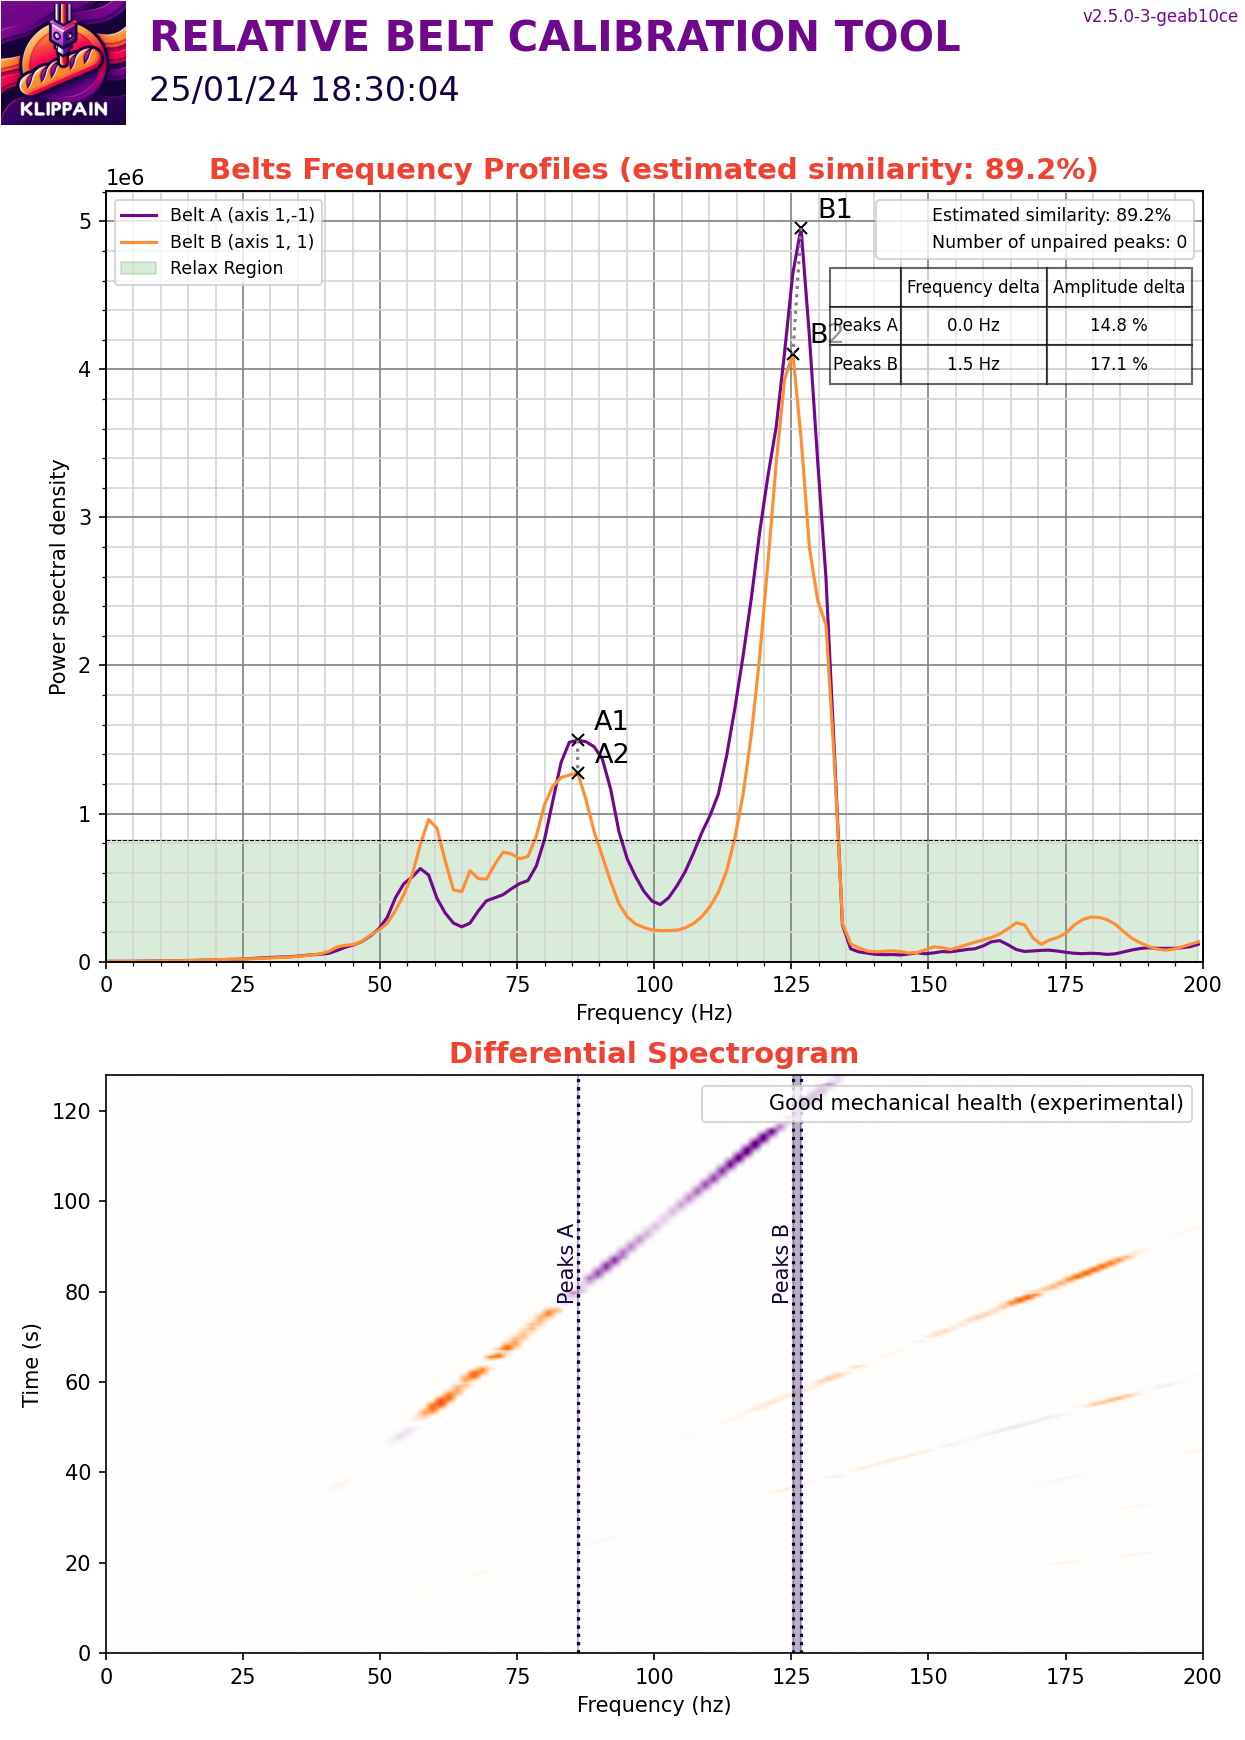 KLIPPAIN
RELATIVE BELT CALIBRATION TOOL
25/01/24 18:30:04
v2.5.0-3-geab10ce
Belts Frequency Profiles (estimated similarity: 89.2%)
1e6
Belt A (axis 1,-1)
Belt B (axis 1, 1)
Relax Region
Estimated similarity: 89.2%
Number of unpaired peaks: 0
Frequency delta Amplitude delta
Peaks A 0.0 Hz 14.8 %
Peaks B 1.5 Hz 17.1 %
B1
B2
A1
A2
Power spectral density
5
4
3
2
1
0
0 25 50 75 100 125 150 175 200
Frequency (Hz)
Differential Spectrogram
Good mechanical health (experimental)
Peaks A
Peaks B
Time (s)
120
100
80
60
40
20
0
0 25 50 75 100 125 150 175 200
Frequency (hz)